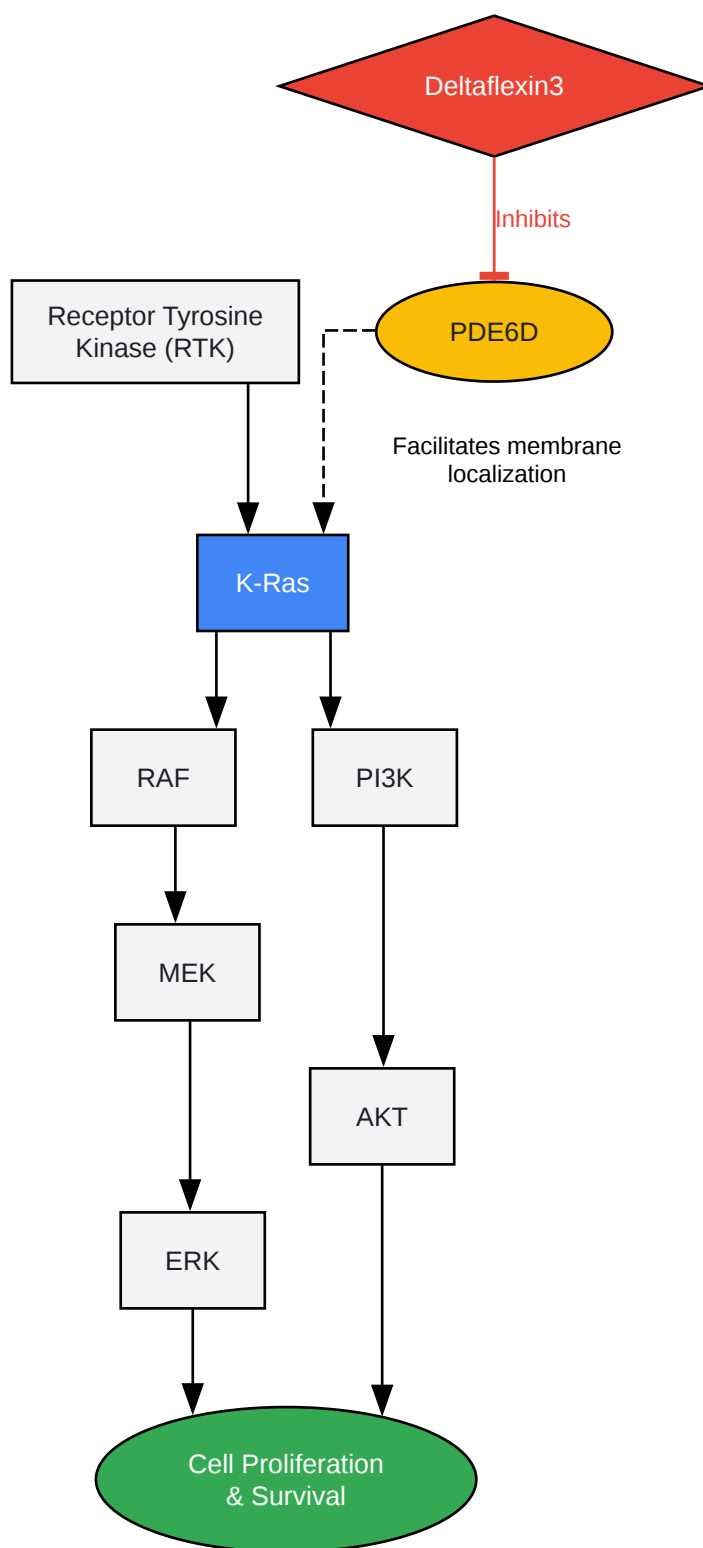 Deltaflexin3
Inhibits
Receptor Tyrosine
Kinase (RTK)
PDE6D
Facilitates membrane
localization
K-Ras
RAF
PI3K
MEK
AKT
ERK
Cell Proliferation
& Survival